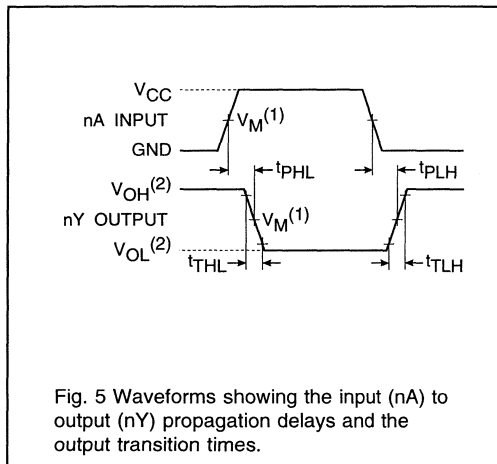 VCC
nA INPUT VM(1)
GND
tPHL tPLH
VOH(2)
nY OUTPUT VM(1)
VOL(2)
tTHL tTLH
Fig. 5 Waveforms showing the input (nA) to
output (nY) propagation delays and the
output transition times.